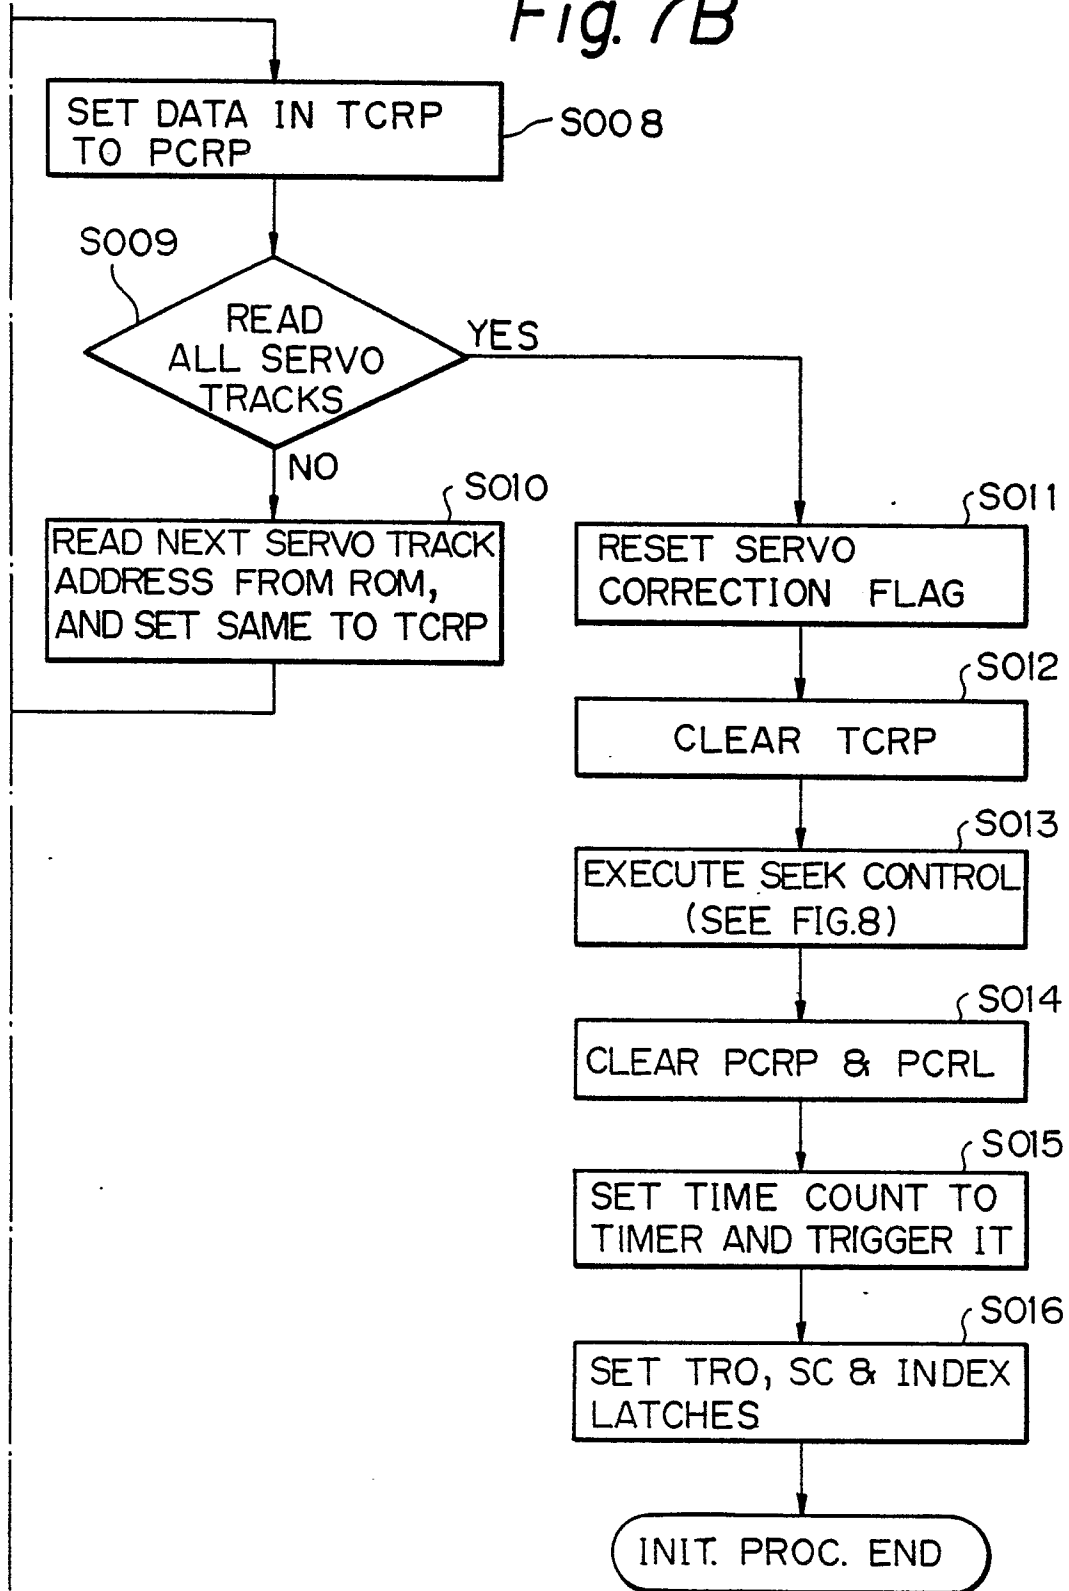 Fig. 7B
SET DATA IN TCRP
TO PCRP
S008
S009
READ
ALL SERVO
TRACKS
YES
NO
S010
READ NEXT SERVO TRACK
ADDRESS FROM ROM,
AND SET SAME TO TCRP
S011
RESET SERVO
CORRECTION FLAG
S012
CLEAR TCRP
S013
EXECUTE SEEK CONTROL
(SEE FIG.8)
S014
CLEAR PCRP & PCRL
S015
SET TIME COUNT TO
TIMER AND TRIGGER IT
S016
SET TRO, SC & INDEX
LATCHES
INIT. PROC. END